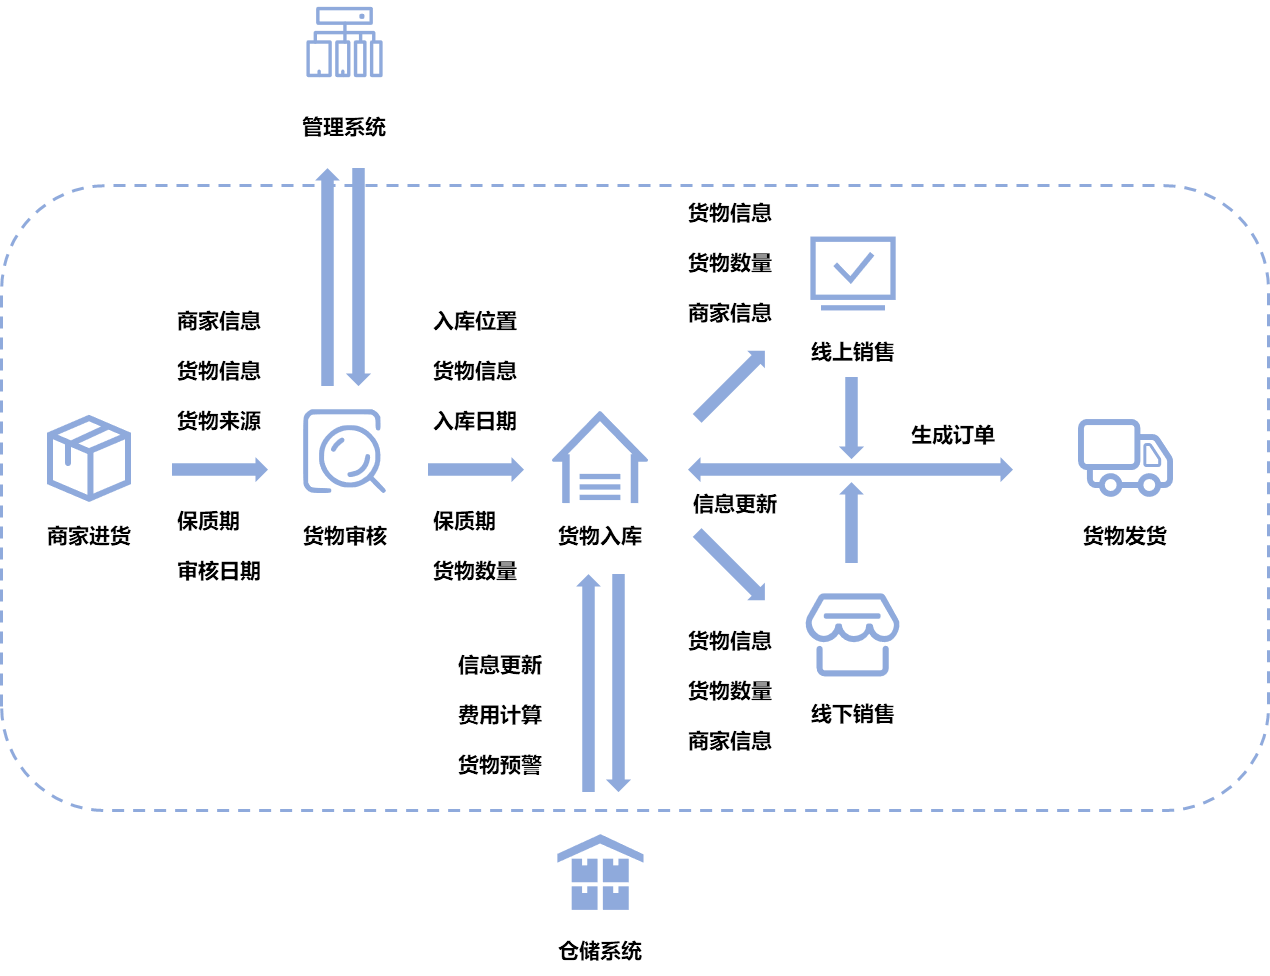 管理系统
商家信息
货物信息
货物来源
保质期
审核日期
商家进货
货物审核
入库位置
货物信息
入库日期
保质期
货物数量
货物入库
货物信息
货物数量
商家信息
线上销售
生成订单
信息更新
货物发货
货物信息
货物数量
商家信息
线下销售
信息更新
费用计算
货物预警
仓储系统